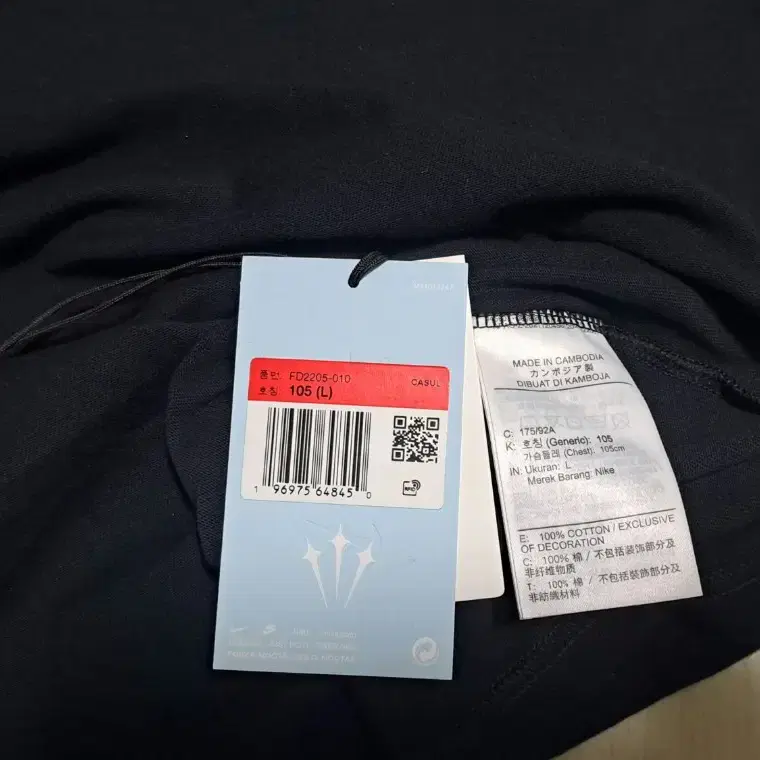 품번: FD2205-010
호칭: 105 (L)
CASUL
1 96975 64845 0
MADE IN CAMBODIA
カンボジア製
DIBUAT DI KAMBOJA
C: 175/92A
K: 호칭 (Generic): 105
가슴둘레 (Chest): 105cm
IN: Ukuran: L
Merek Barang: Nike
E: 100% COTTON / EXCLUSIVE
OF DECORATION
C: 100% 棉 / 不包括装饰部分及
非纤维物质
T: 100% 棉 / 不包括裝飾部分及
非紡織材料